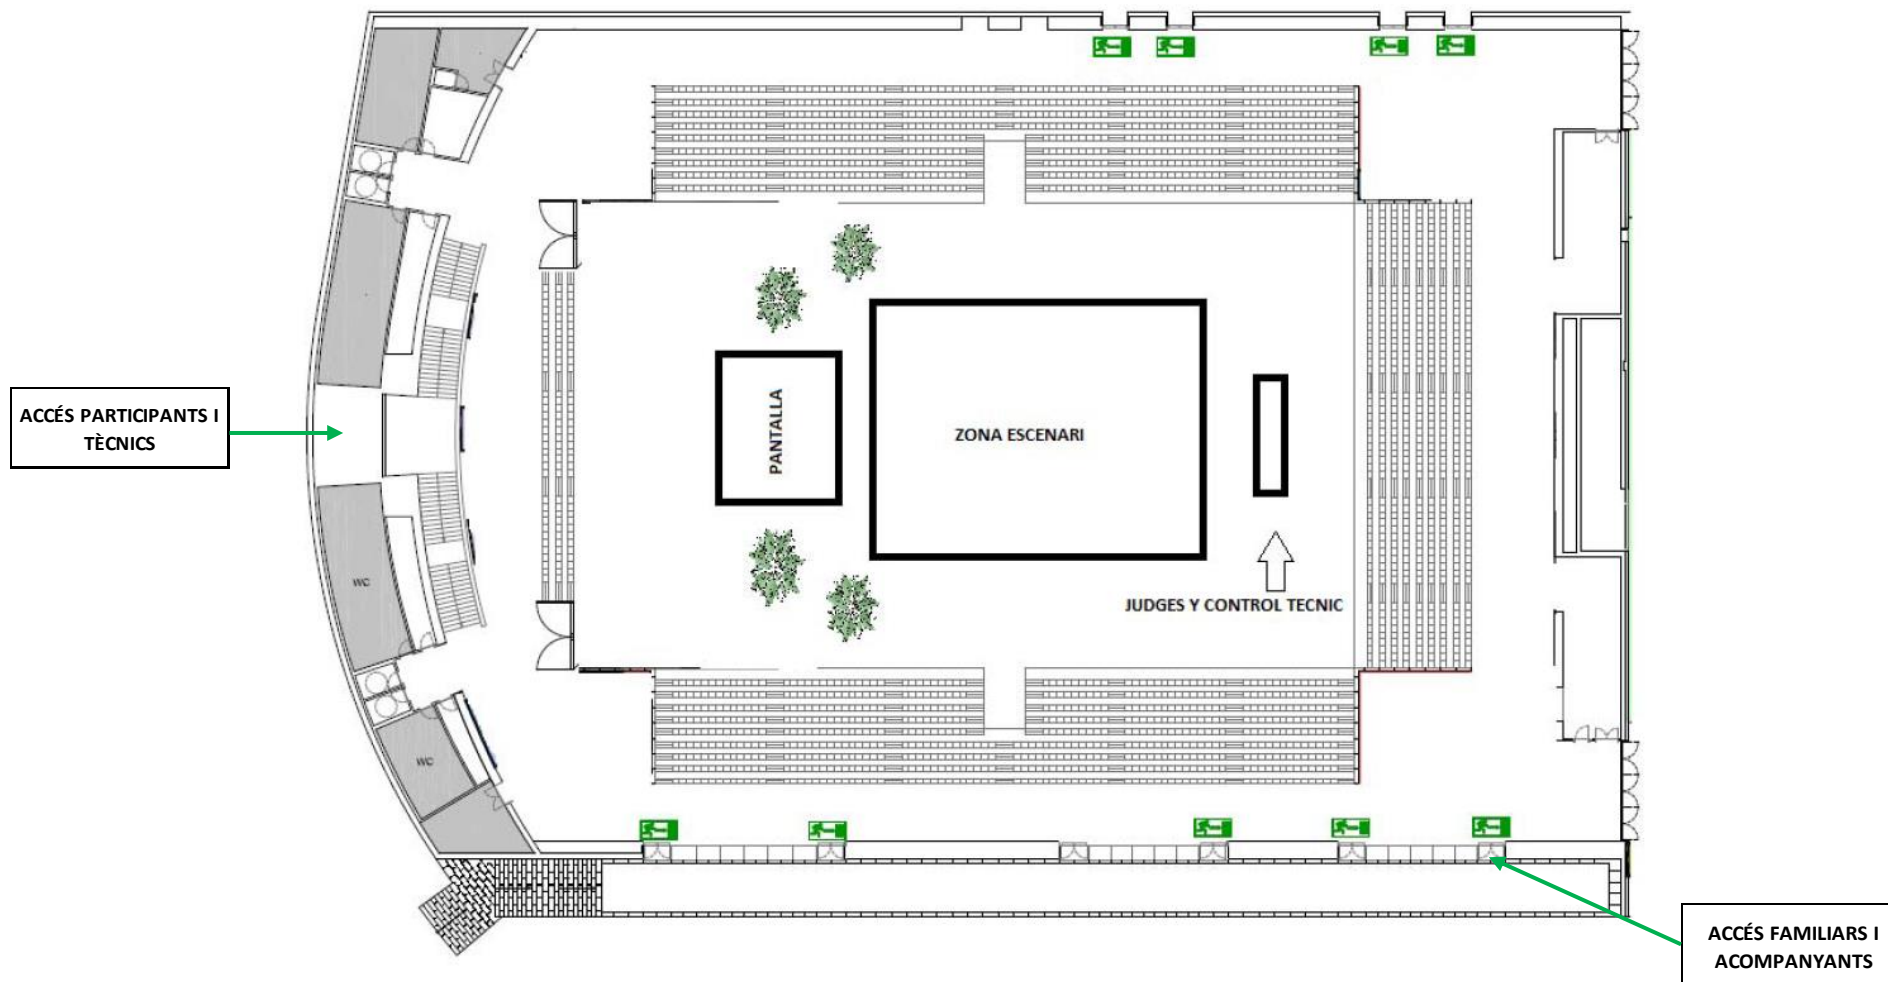 ACCÉS PARTICIPANTS I
TÈCNICS
PANTALLA
ZONA ESCENARI
JUDGES Y CONTROL TECNIC
WC
WC
ACCÉS FAMILIARS I
ACOMPANYANTS